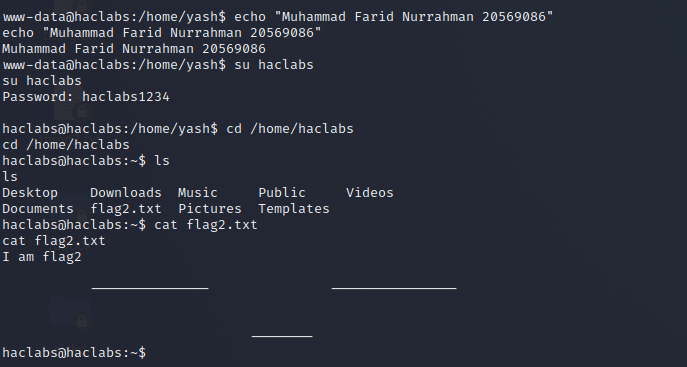 www-data@haclabs:/home/yash$ echo "Muhammad Farid Nurrahman 20569086"
echo "Muhammad Farid Nurrahman 20569086"
Muhammad Farid Nurrahman 20569086
www-data@haclabs:/home/yash$ su haclabs
su haclabs
Password: haclabs1234
haclabs@haclabs:/home/yash$ cd /home/haclabs
cd /home/haclabs
haclabs@haclabs:~$ ls
ls
Desktop    Downloads  Music     Public     Videos
Documents  flag2.txt  Pictures  Templates
haclabs@haclabs:~$ cat flag2.txt
cat flag2.txt
I am flag2
_______________                ________________
________
haclabs@haclabs:~$